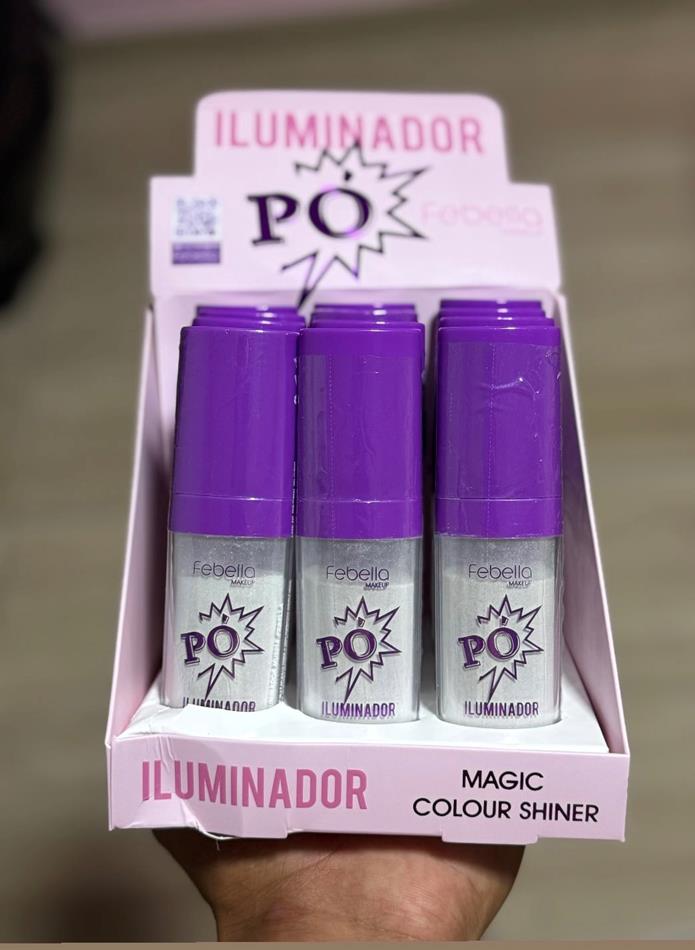 ILUMINADOR
PÓ
Febella
Febella
MAKEUP
PÓ
ILUMINADOR
Febella
MAKEUP
PÓ
ILUMINADOR
Febella
MAKEUP
PÓ
ILUMINADOR
ILUMINADOR
MAGIC
COLOUR SHINER